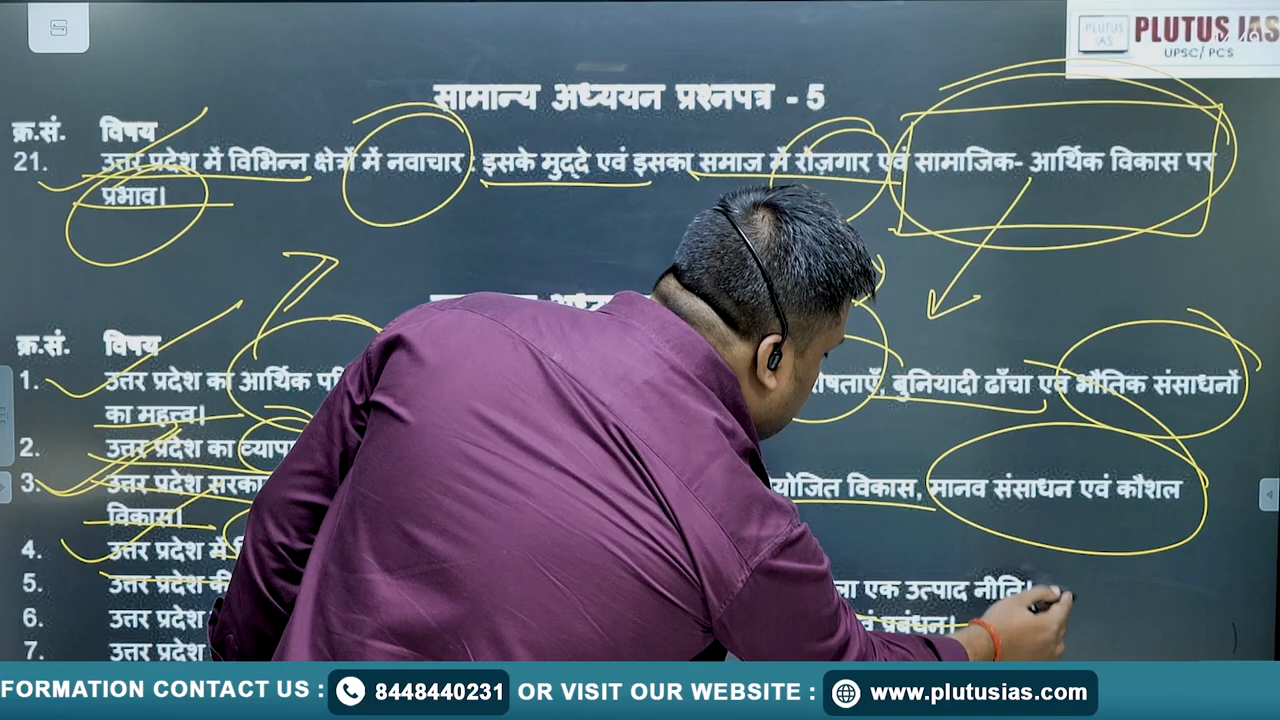 PLUTUS IAS
PLUTUS IAS
UPSC/ PCS
सामान्य अध्ययन प्रश्नपत्र - 5
क्र.सं. विषय
21. उत्तर प्रदेश में विभिन्न क्षेत्रों में नवाचार : इसके मुद्दे एवं इसका समाज में रोज़गार एवं सामाजिक- आर्थिक विकास पर
प्रभाव।
क्र.सं. विषय
1. उत्तर प्रदेश का आर्थिक बुनियादी ढाँचा एवं भौतिक संसाधनों
का महत्त्व।
2. उत्तर प्रदेश का
3. उत्तर प्रदेश विकास, मानव संसाधन एवं कौशल
विकास।
4. उत्तर प्रदेश में
5. उत्तर प्रदेश की एक उत्पाद नीति।
6. उत्तर प्रदेश प्रबंधन।
7. उत्तर प्रदेश
FORMATION CONTACT US : 8448440231 OR VISIT OUR WEBSITE : www.plutusias.com